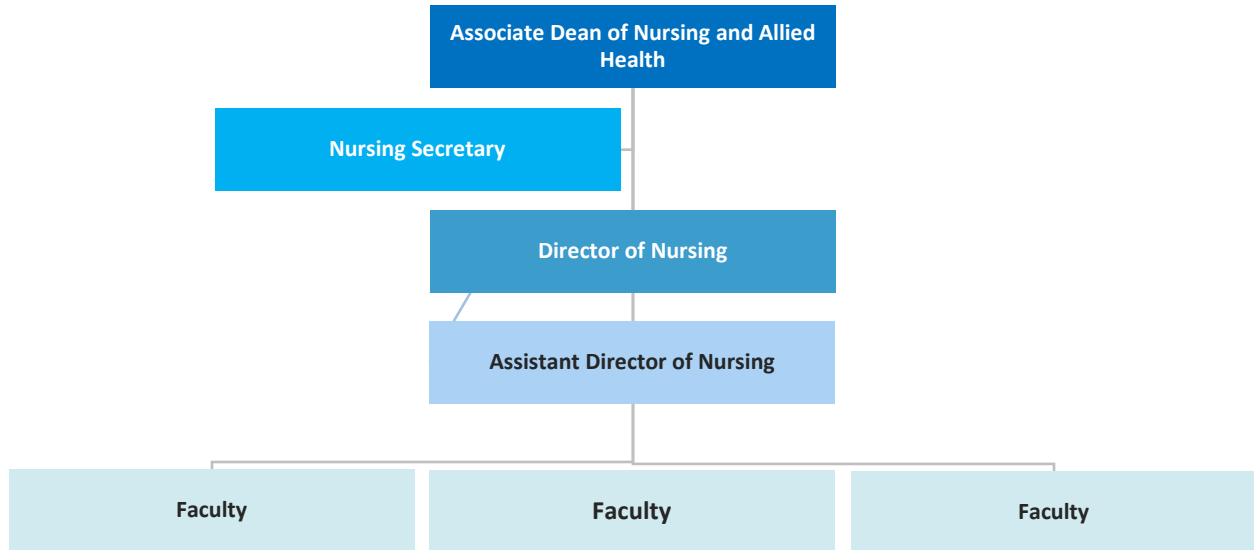 Associate Dean of Nursing and Allied
Health
Nursing Secretary
Director of Nursing
Assistant Director of Nursing
Faculty
Faculty
Faculty